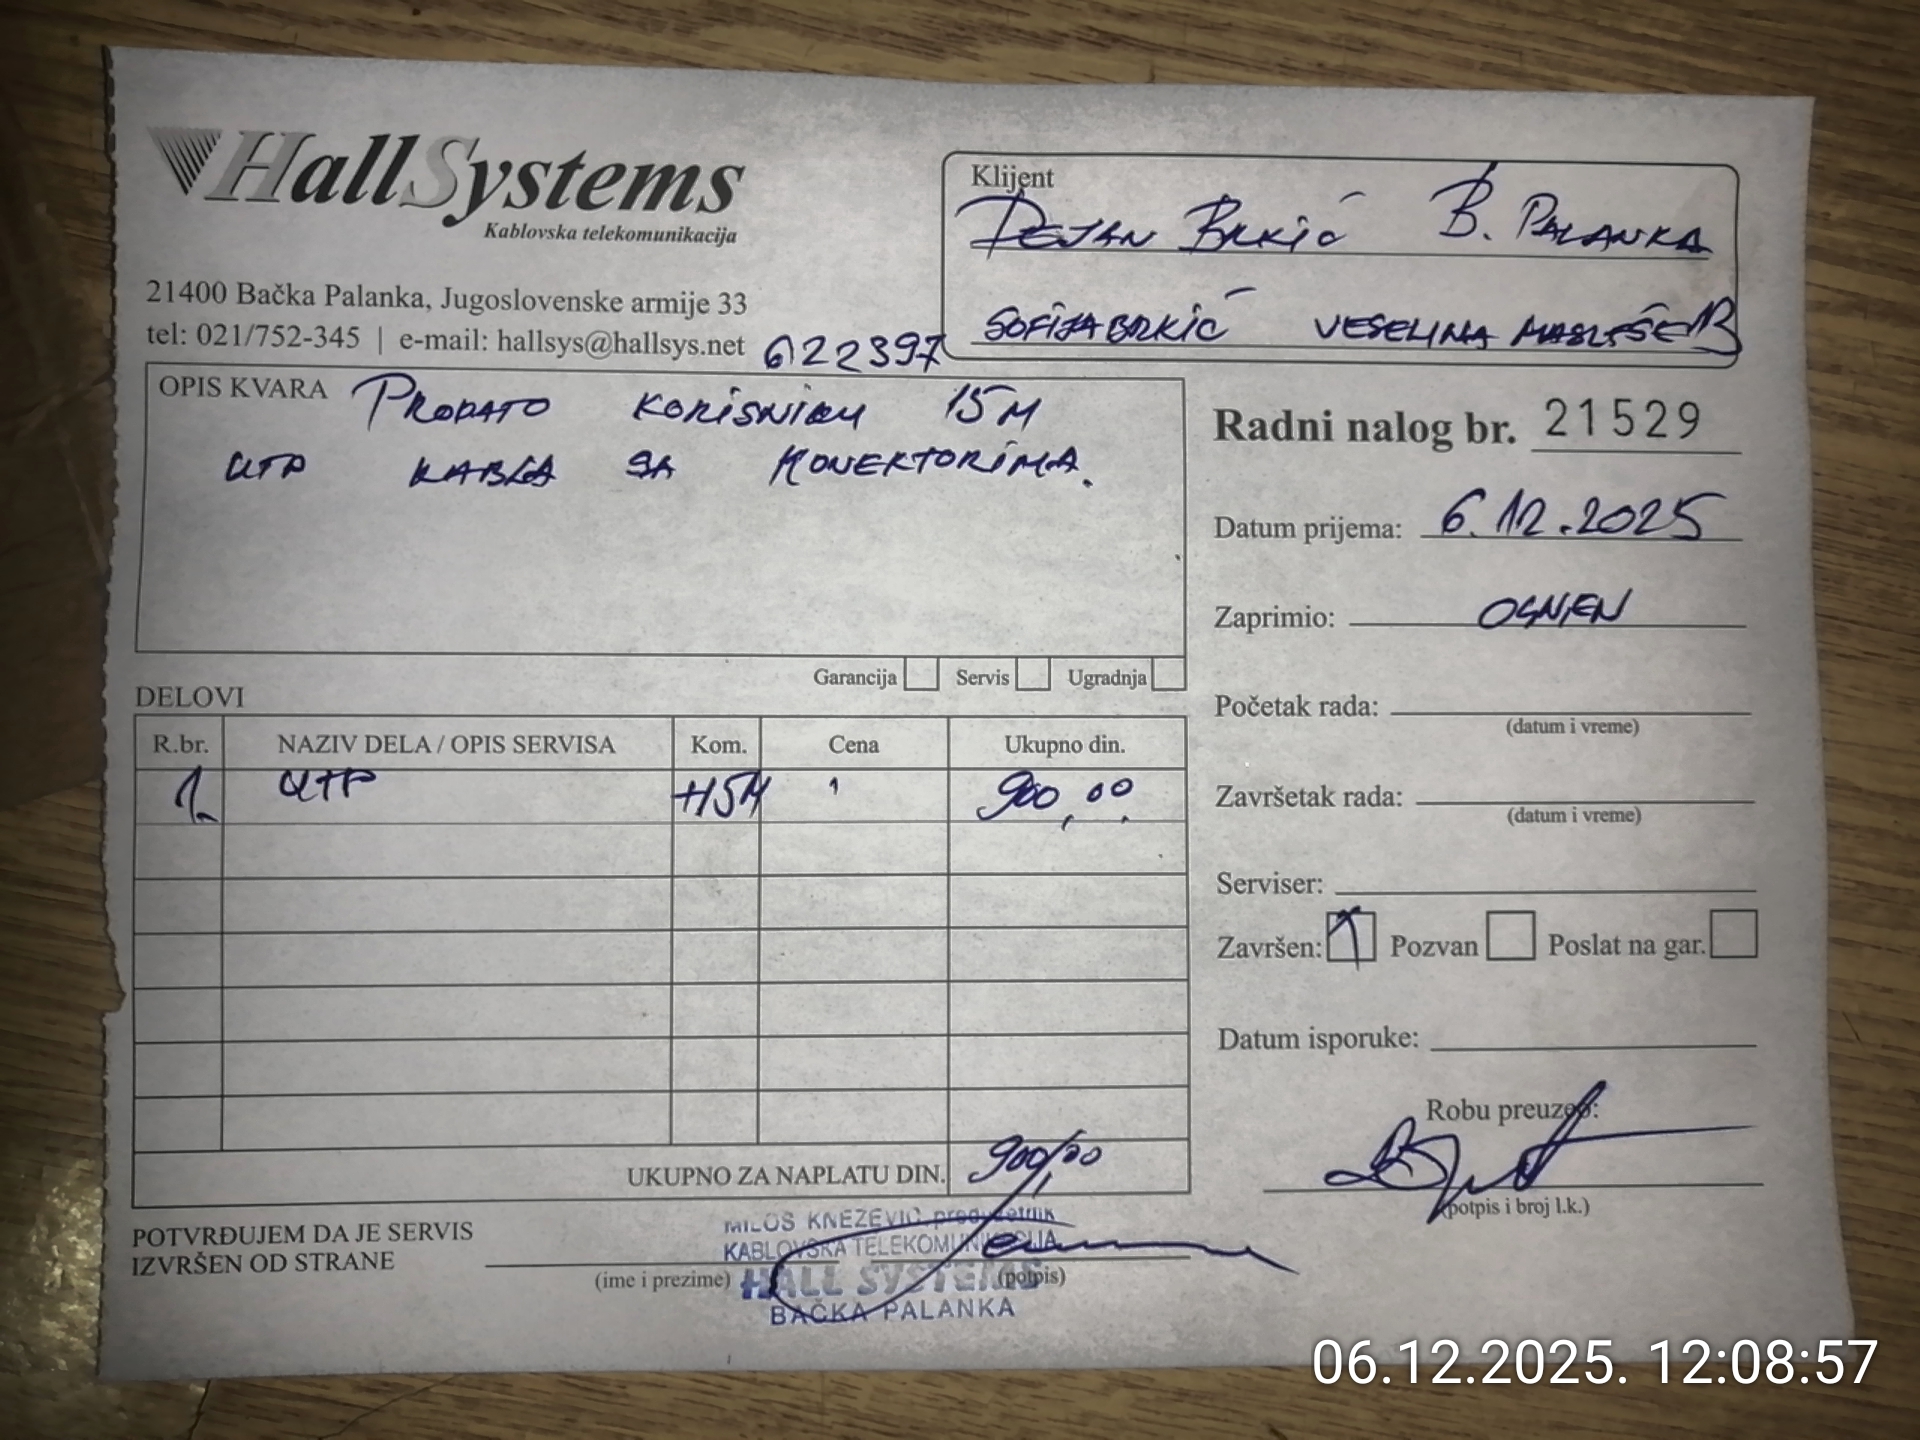 HallSystems
Kablovska telekomunikacija
21400 Bačka Palanka, Jugoslovenske armije 33
tel: 021/752-345 | e-mail: hallsys@hallsys.net
622397
Klijent
DEJAN BRKIĆ B. PALANKA
SOFIJA BRKIĆ VESELINA MASLEŠE
OPIS KVARA PRODATO KORISNIKU 15M
UTP KABLA SA KONEKTORIMA.
Garancija Servis Ugradnja
Radni nalog br. 21529
Datum prijema: 6.12.2025
Zaprimio: OGNJEN
Početak rada:
(datum i vreme)
Završetak rada:
(datum i vreme)
Serviser:
Završen: Pozvan Poslat na gar.
Datum isporuke:
Robu preuzeo:
(potpis i broj l.k.)
DELOVI
R.br. NAZIV DELA / OPIS SERVISA Kom. Cena Ukupno din.
1. UTP 900,00
UKUPNO ZA NAPLATU DIN. 900,00
POTVRĐUJEM DA JE SERVIS
IZVRŠEN OD STRANE
(ime i prezime) (potpis)
MILOŠ KNEŽEVIĆ preduzetnik
KABLOVSKA TELEKOMUNIKACIJA
HALL SYSTEMS
BAČKA PALANKA
06.12.2025. 12:08:57